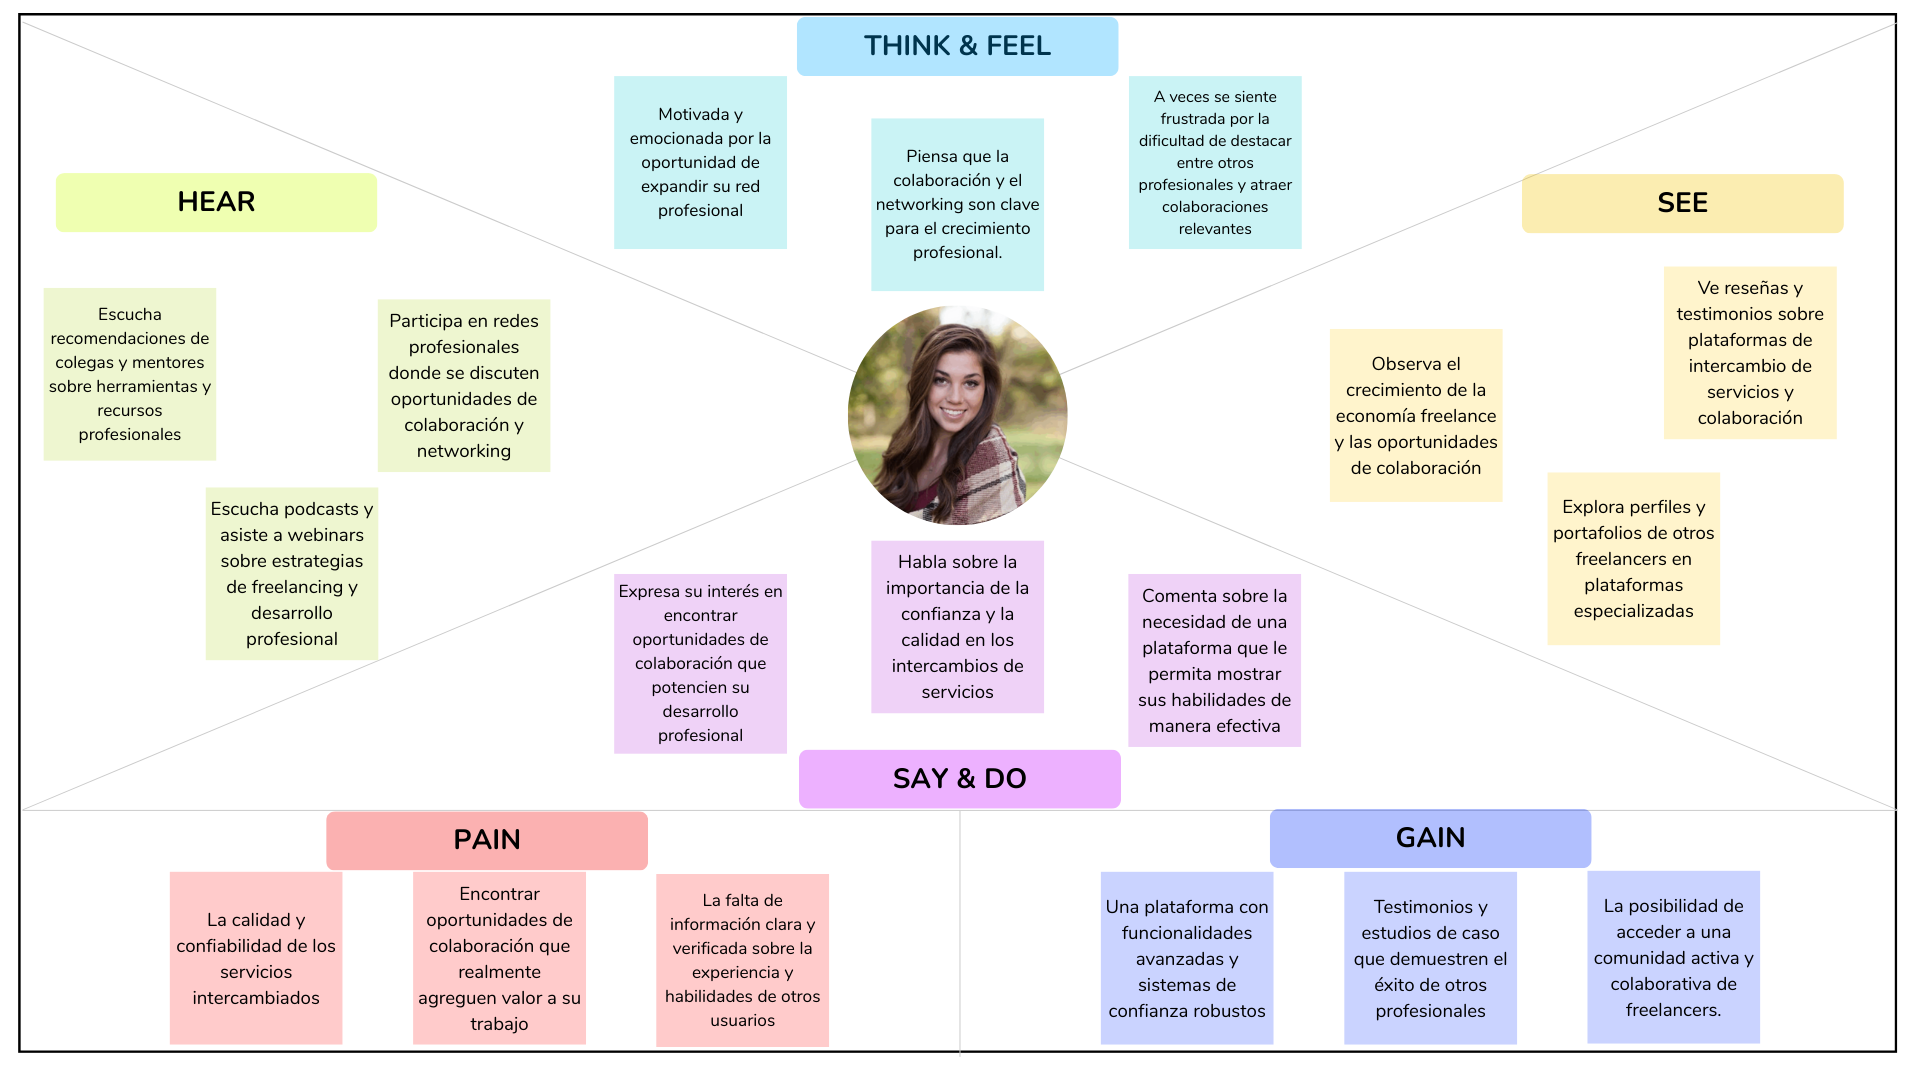 THINK & FEEL
Motivada y
emocionada por la
oportunidad de
expandir su red
profesional
Piensa que la
colaboración y el
networking son clave
para el crecimiento
profesional.
A veces se siente
frustrada por la
dificultad de destacar
entre otros
profesionales y atraer
colaboraciones
relevantes
HEAR
Escucha
recomendaciones de
colegas y mentores
sobre herramientas y
recursos
profesionales
Participa en redes
profesionales
donde se discuten
oportunidades de
colaboración y
networking
Escucha podcasts y
asiste a webinars
sobre estrategias
de freelancing y
desarrollo
profesional
SEE
Ve reseñas y
testimonios sobre
plataformas de
intercambio de
servicios y
colaboración
Observa el
crecimiento de la
economía freelance
y las oportunidades
de colaboración
Explora perfiles y
portafolios de otros
freelancers en
plataformas
especializadas
Expresa su interés en
encontrar
oportunidades de
colaboración que
potencien su
desarrollo
profesional
Habla sobre la
importancia de la
confianza y la
calidad en los
intercambios de
servicios
Comenta sobre la
necesidad de una
plataforma que le
permita mostrar
sus habilidades de
manera efectiva
SAY & DO
PAIN
La calidad y
confiabilidad de los
servicios
intercambiados
Encontrar
oportunidades de
colaboración que
realmente
agreguen valor a su
trabajo
La falta de
información clara y
verificada sobre la
experiencia y
habilidades de otros
usuarios
GAIN
Una plataforma con
funcionalidades
avanzadas y
sistemas de
confianza robustos
Testimonios y
estudios de caso
que demuestren el
éxito de otros
profesionales
La posibilidad de
acceder a una
comunidad activa y
colaborativa de
freelancers.